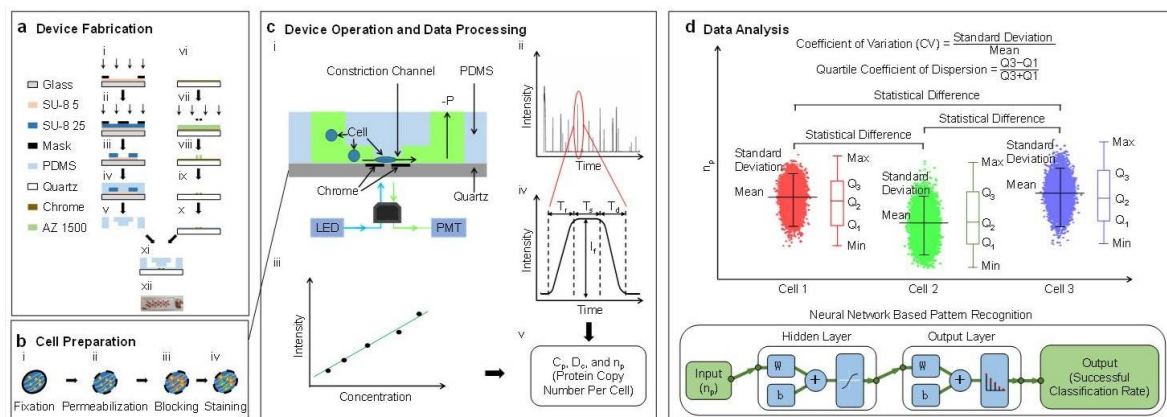 a Device Fabrication
i
vi
Glass
SU-8 5
SU-8 25
Mask
PDMS
Quartz
Chrome
AZ 1500
ii
vii
iii
viii
iv
ix
v
x
xi
xii
b Cell Preparation
i
ii
iii
iv
Fixation
Permeabilization
Blocking
Staining
c Device Operation and Data Processing
i
Constriction Channel
PDMS
-P
Cell
Chrome
Quartz
LED
PMT
ii
Intensity
Time
iii
Intensity
Concentration
iv
Tr
Ts
Td
If
Intensity
Time
v
Cp, Dc, and np
(Protein Copy
Number Per Cell)
d Data Analysis
Coefficient of Variation (CV) = Standard Deviation
Mean
Quartile Coefficient of Dispersion = Q3−Q1
Q3+Q1
Statistical Difference
Statistical Difference
Statistical Difference
np
Standard
Deviation
Mean
Max
Q3
Q2
Q1
Min
Standard
Deviation
Mean
Max
Q3
Q2
Q1
Min
Standard
Deviation
Mean
Max
Q3
Q2
Q1
Min
Cell 1
Cell 2
Cell 3
Neural Network Based Pattern Recognition
Hidden Layer
Output Layer
Input
(np)
W
b
+
W
b
+
Output
(Successful
Classification Rate)